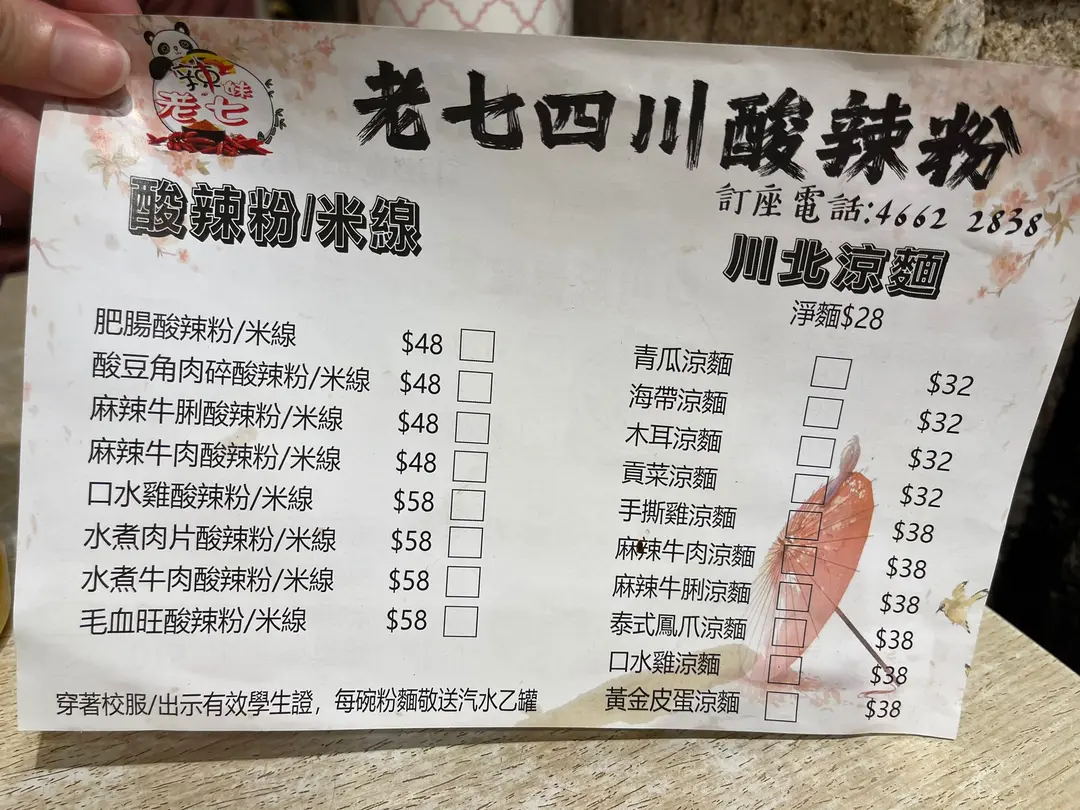 辣妹
老七
老七四川酸辣粉
訂座電話:4662 2838
酸辣粉/米線
肥腸酸辣粉/米線 $48
酸豆角肉碎酸辣粉/米線 $48
麻辣牛脷酸辣粉/米線 $48
麻辣牛肉酸辣粉/米線 $48
口水雞酸辣粉/米線 $58
水煮肉片酸辣粉/米線 $58
水煮牛肉酸辣粉/米線 $58
毛血旺酸辣粉/米線 $58
穿著校服/出示有效學生證，每碗粉麵敬送汽水乙罐
川北涼麵
淨麵$28
青瓜涼麵 $32
海帶涼麵 $32
木耳涼麵 $32
貢菜涼麵 $32
手撕雞涼麵 $38
麻辣牛肉涼麵 $38
麻辣牛脷涼麵 $38
泰式鳳爪涼麵 $38
口水雞涼麵 $38
黃金皮蛋涼麵 $38